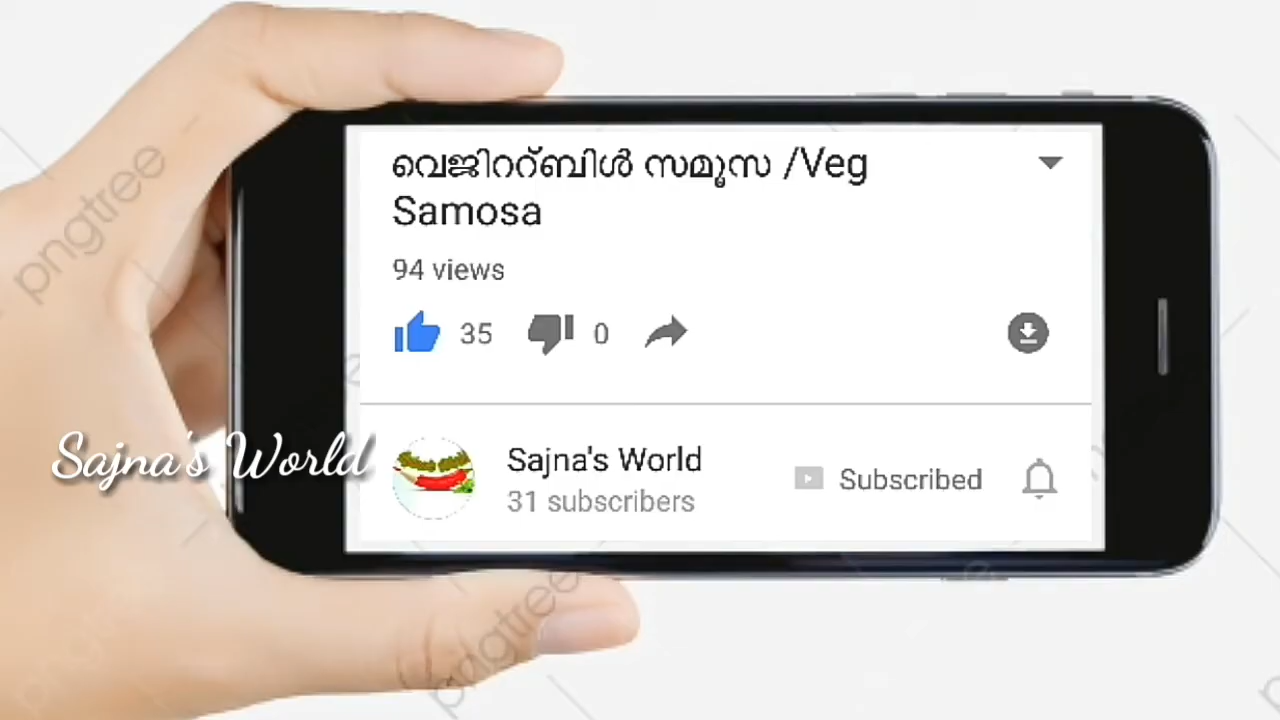 വെജിററ്ബിൾ സമൂസ /Veg
Samosa
94 views
35 0
Sajna's World
Sajna's World
31 subscribers
Subscribed
pngtree
pngtree